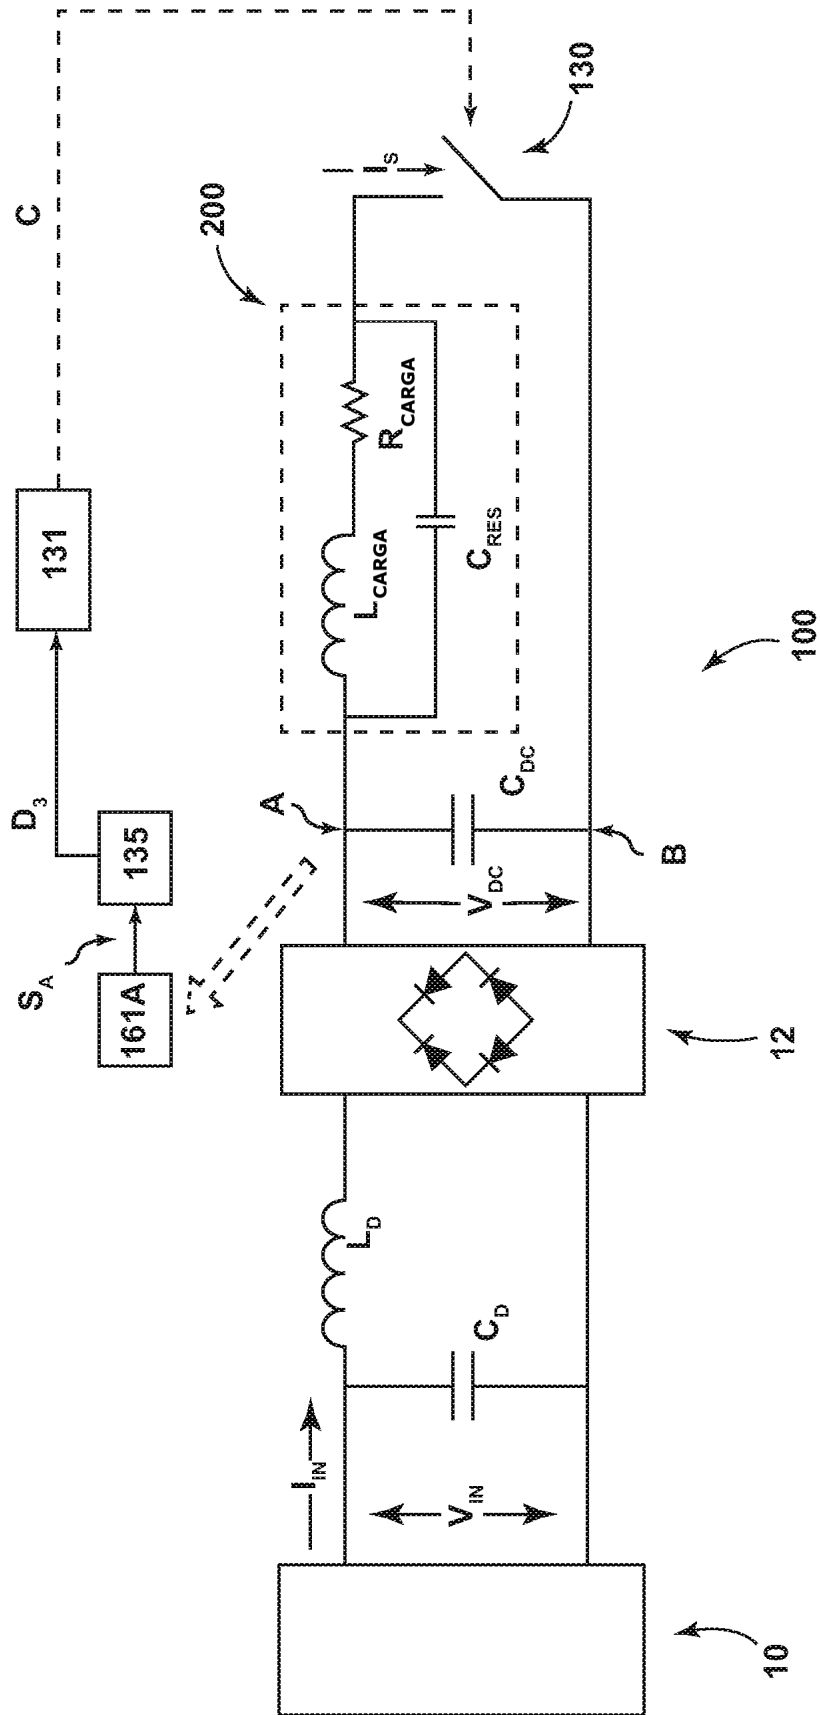 C
131
D3
135
SA
161A
200
IS
130
LCARGA
RCARGA
CRES
A
CDC
VDC
B
100
12
LD
CD
IIN
VIN
10